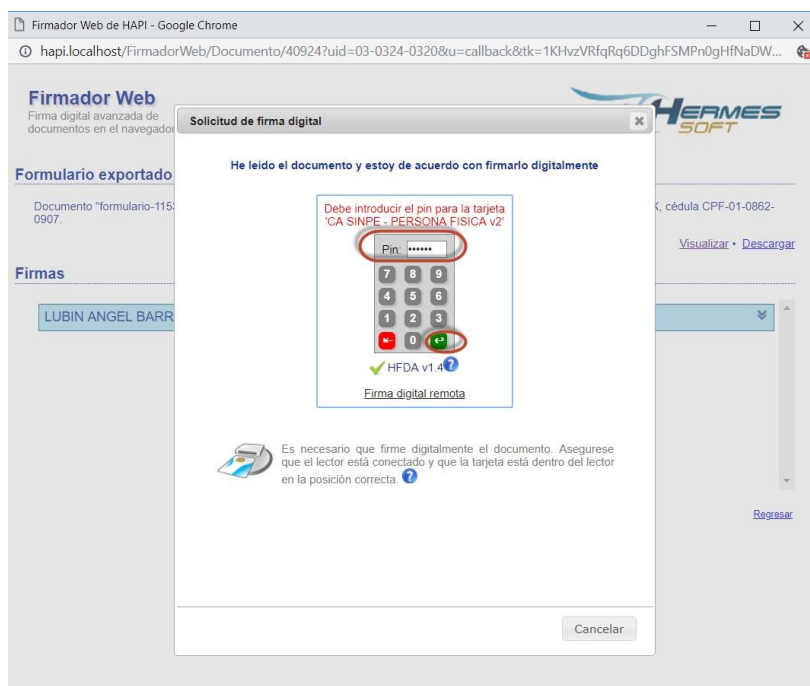 Firmador Web de HAPI - Google Chrome
hapi.localhost/FirmadorWeb/Documento/40924?uid=03-0324-0320&u=callback&tk=1KHvzVRfqRq6DDghFSMPn0gHfNaDW...
Firmador Web
Firma digital avanzada de
documentos en el navegador
HERMES
SOFT
Solicitud de firma digital
He leído el documento y estoy de acuerdo con firmarlo digitalmente
Formulario exportado
Documento "formulario-115
, cédula CPF-01-0862-
0907.
Visualizar • Descargar
Firmas
LUBIN ANGEL BARR
Debe introducir el pin para la tarjeta
'CA SINPE - PERSONA FISICA v2'
Pin: ••••••
7 8 9
4 5 6
1 2 3
0
HFDA v1.4
Firma digital remota
Es necesario que firme digitalmente el documento. Asegurese
que el lector está conectado y que la tarjeta está dentro del lector
en la posición correcta.
Regresar
Cancelar